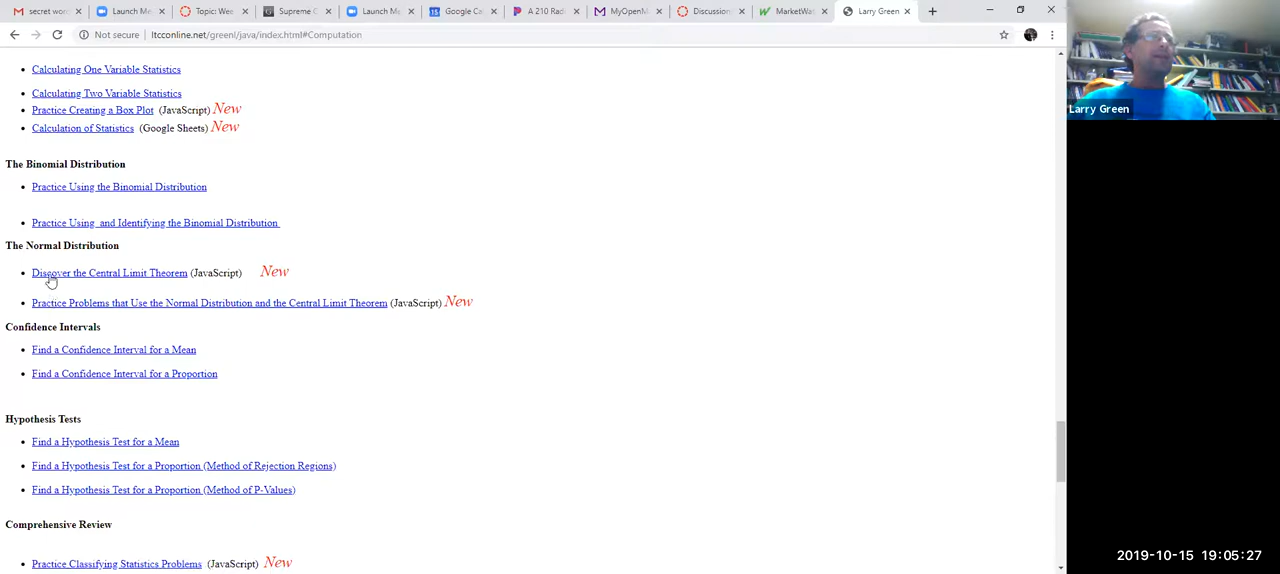 secret wor
Launch Me
Topic: Wee
Supreme C
Launch Me
Google Ca
A 210 Rad
MyOpenM
Discussion
MarketWa
Larry Green
Not secure | ltcconline.net/greenl/java/index.html#Computation
Calculating One Variable Statistics
Calculating Two Variable Statistics
Practice Creating a Box Plot (JavaScript) New
Calculation of Statistics (Google Sheets) New
The Binomial Distribution
Practice Using the Binomial Distribution
Practice Using and Identifying the Binomial Distribution
The Normal Distribution
Discover the Central Limit Theorem (JavaScript) New
Practice Problems that Use the Normal Distribution and the Central Limit Theorem (JavaScript) New
Confidence Intervals
Find a Confidence Interval for a Mean
Find a Confidence Interval for a Proportion
Hypothesis Tests
Find a Hypothesis Test for a Mean
Find a Hypothesis Test for a Proportion (Method of Rejection Regions)
Find a Hypothesis Test for a Proportion (Method of P-Values)
Comprehensive Review
Practice Classifying Statistics Problems (JavaScript) New
Larry Green
2019-10-15 19:05:27